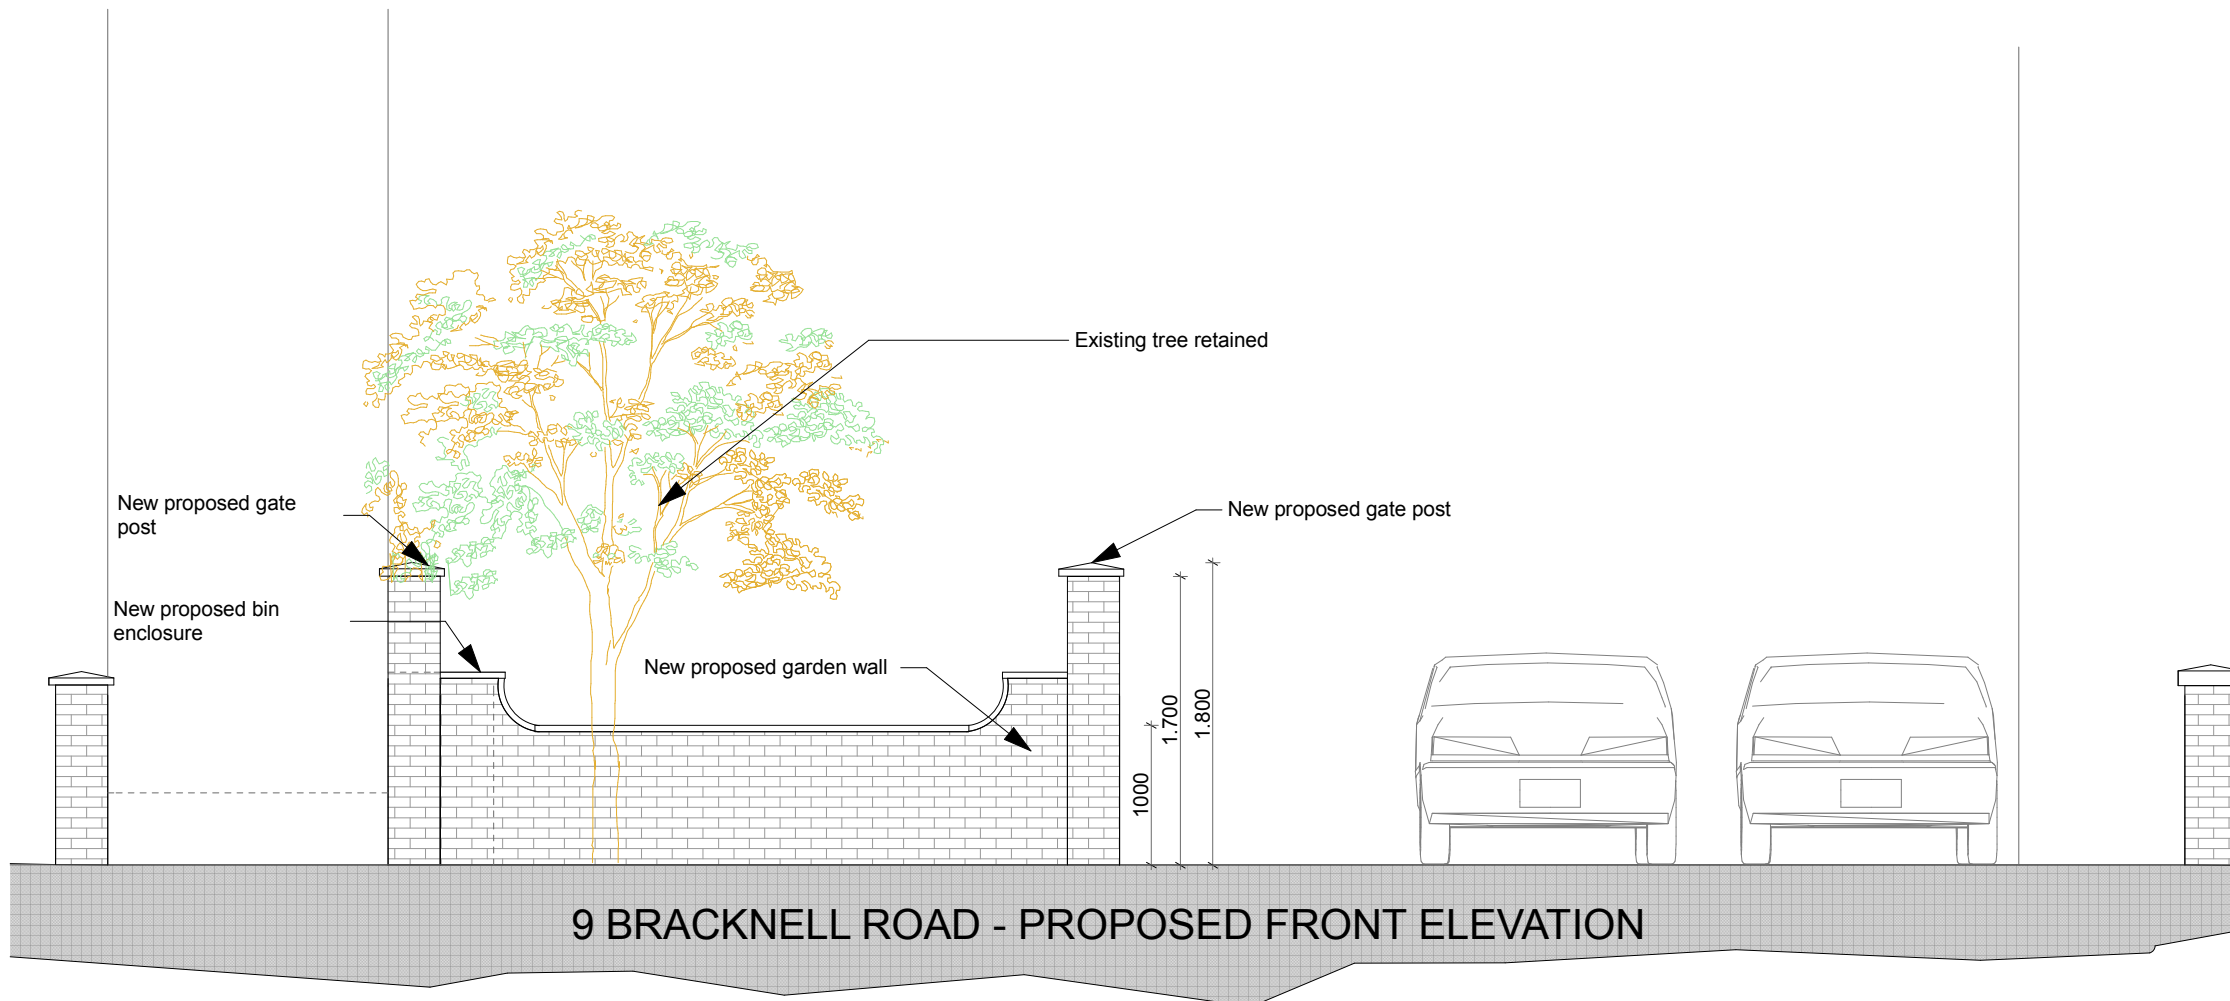 Existing tree retained
New proposed gate
post
New proposed gate post
New proposed bin
enclosure
New proposed garden wall
1000
1.700
1.800
9 BRACKNELL ROAD - PROPOSED FRONT ELEVATION